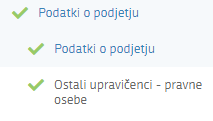 Podatki o podjetju
Podatki o podjetju
Ostali upravičenci - pravne
osebe